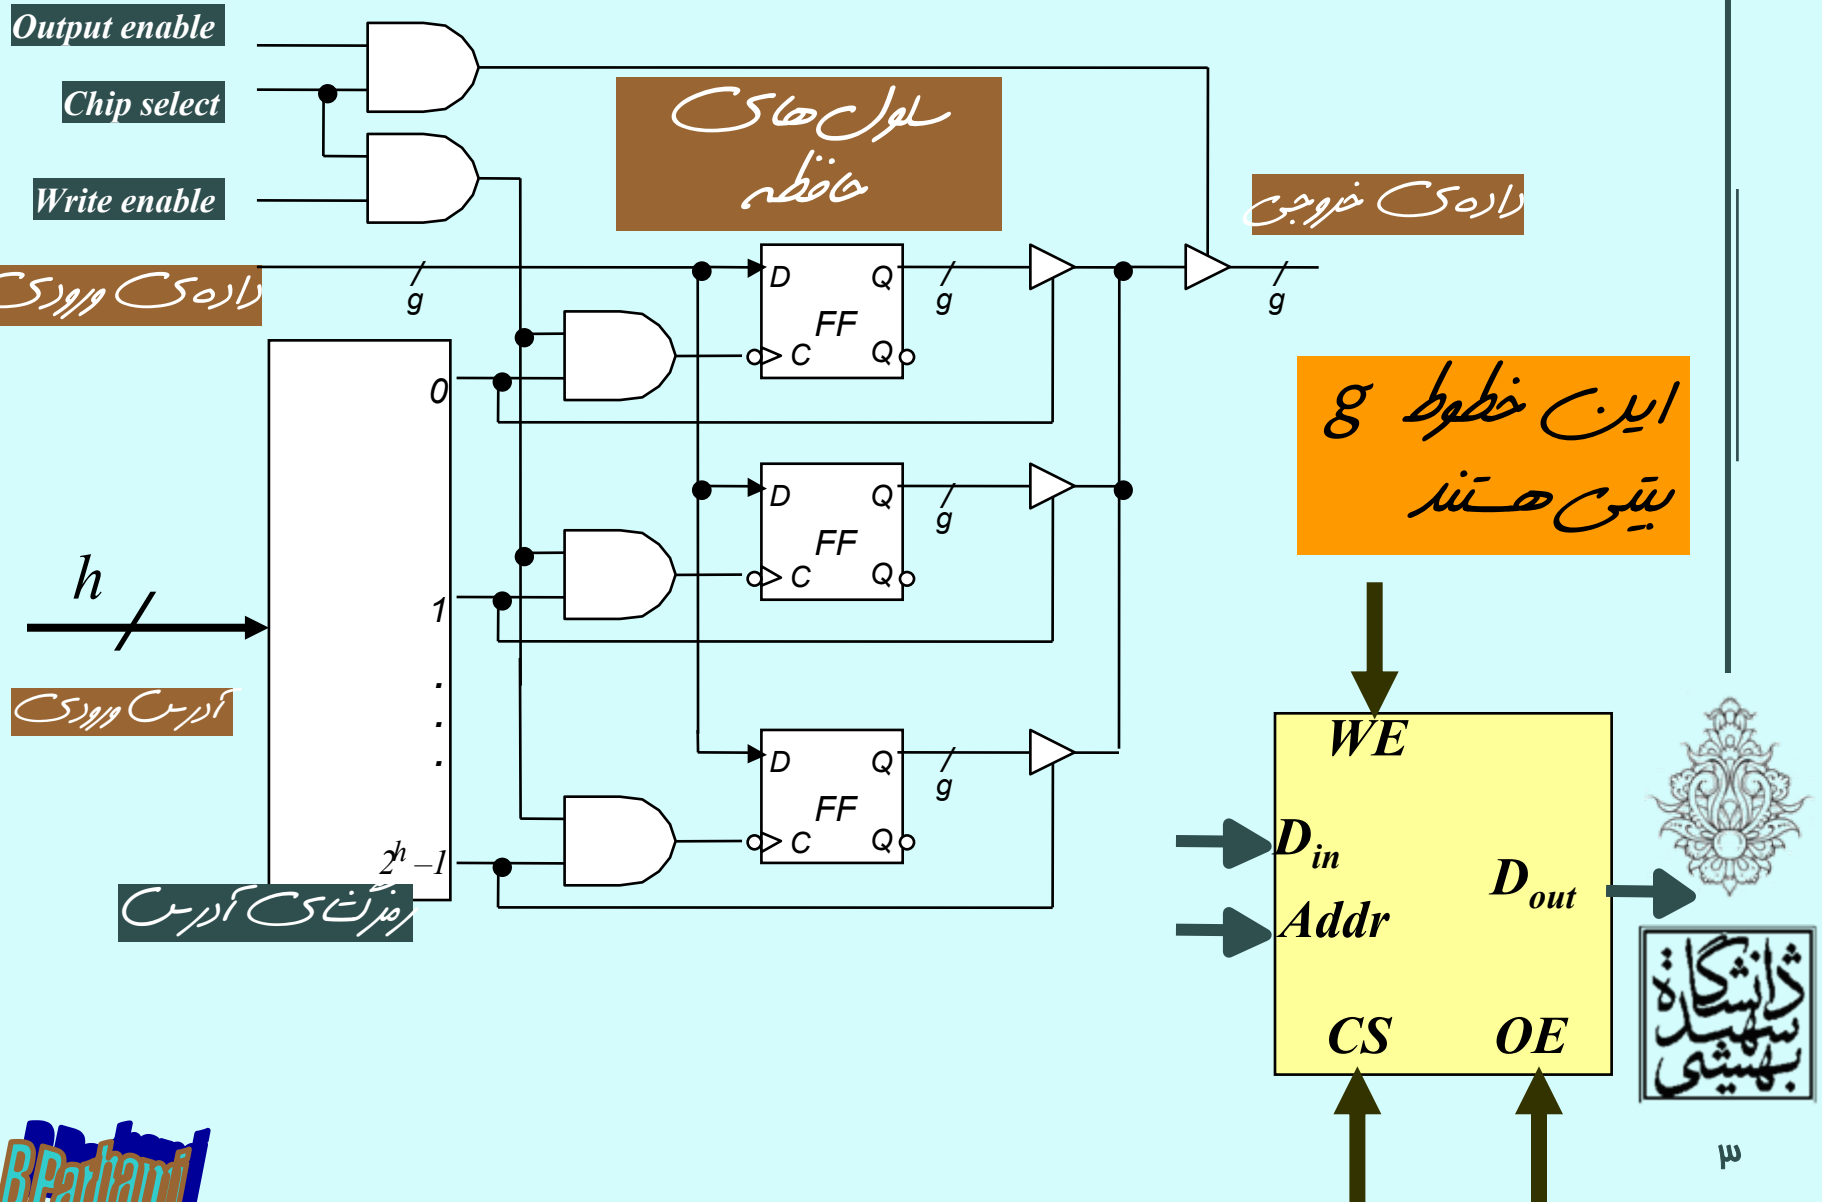 Output enable
Chip select
Write enable
سلول های
حافظه
داده‌ی خروجی
داده‌ی ورودی
g
D Q
g
g
FF
C Q
0
این خطوط g
بیتی هستند
D Q
g
FF
C Q
h
1
.
.
.
آدرس ورودی
D Q
g
FF
C Q
2h –1
رمزگشای آدرس
WE
Din
Dout
Addr
CS OE
دانشگاه
شهید
بهشتی
۳
B.Parhami